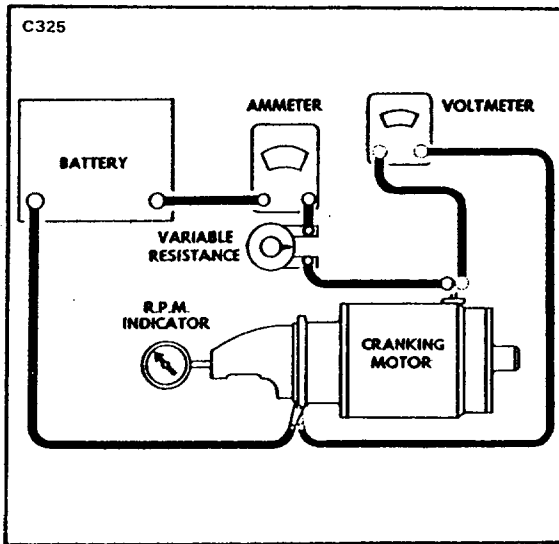 C325
AMMETER
VOLTMETER
BATTERY
VARIABLE
RESISTANCE
R.P.M.
INDICATOR
CRANKING
MOTOR